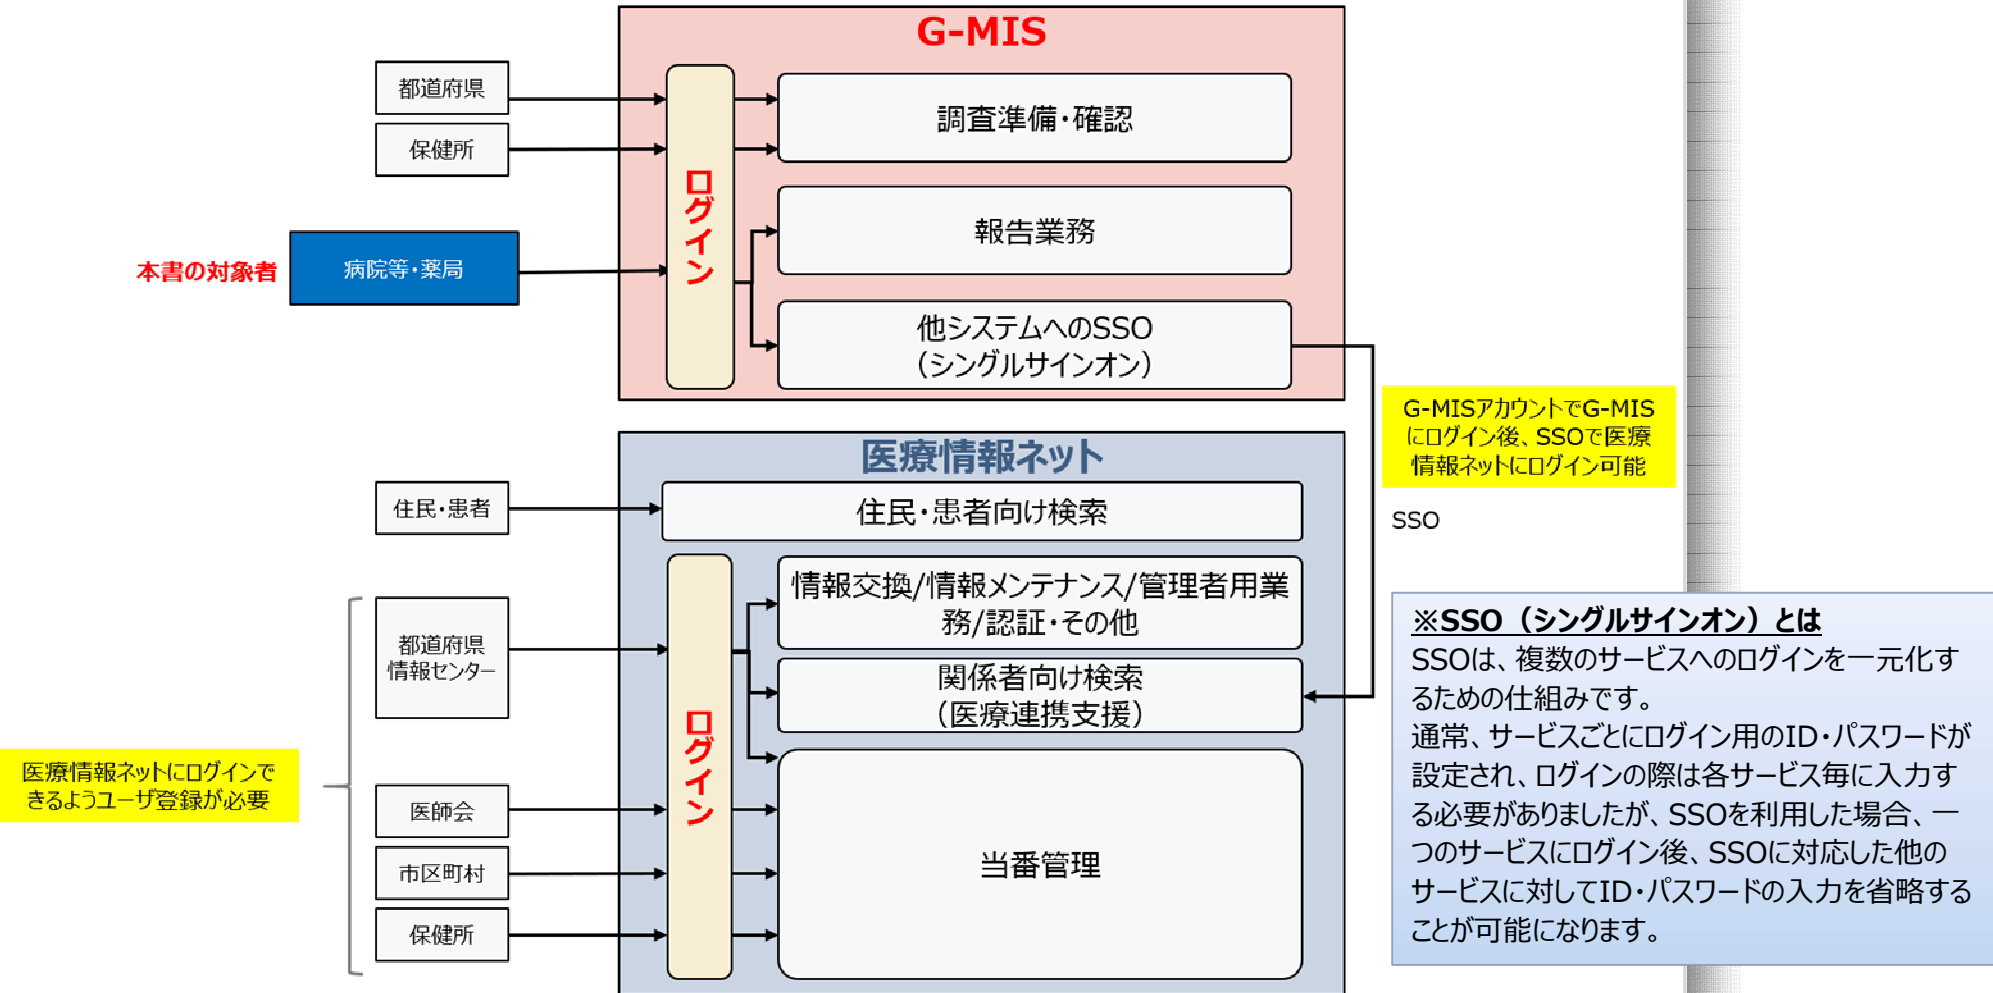 G-MIS
都道府県
保健所
ログイン
調査準備・確認
報告業務
本書の対象者
病院等・薬局
他システムへのSSO
（シングルサインオン）
G-MISアカウントでG-MIS
にログイン後、SSOで医療
情報ネットにログイン可能
SSO
医療情報ネット
住民・患者
住民・患者向け検索
都道府県
情報センター
ログイン
情報交換/情報メンテナンス/管理者用業
務/認証・その他
関係者向け検索
（医療連携支援）
医療情報ネットにログインで
きるようユーザ登録が必要
医師会
市区町村
保健所
当番管理
※SSO（シングルサインオン）とは
SSOは、複数のサービスへのログインを一元化す
るための仕組みです。
通常、サービスごとにログイン用のID・パスワードが
設定され、ログインの際は各サービス毎に入力す
る必要がありましたが、SSOを利用した場合、一
つのサービスにログイン後、SSOに対応した他の
サービスに対してID・パスワードの入力を省略する
ことが可能になります。